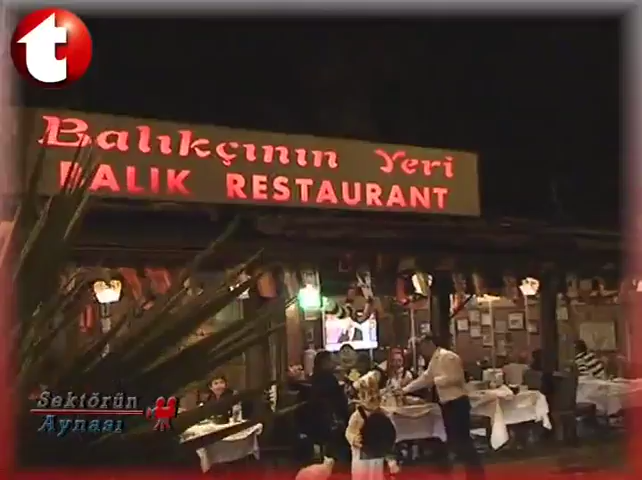 t
Balıkçının Yeri
BALIK RESTAURANT
Sektörün
Aynası